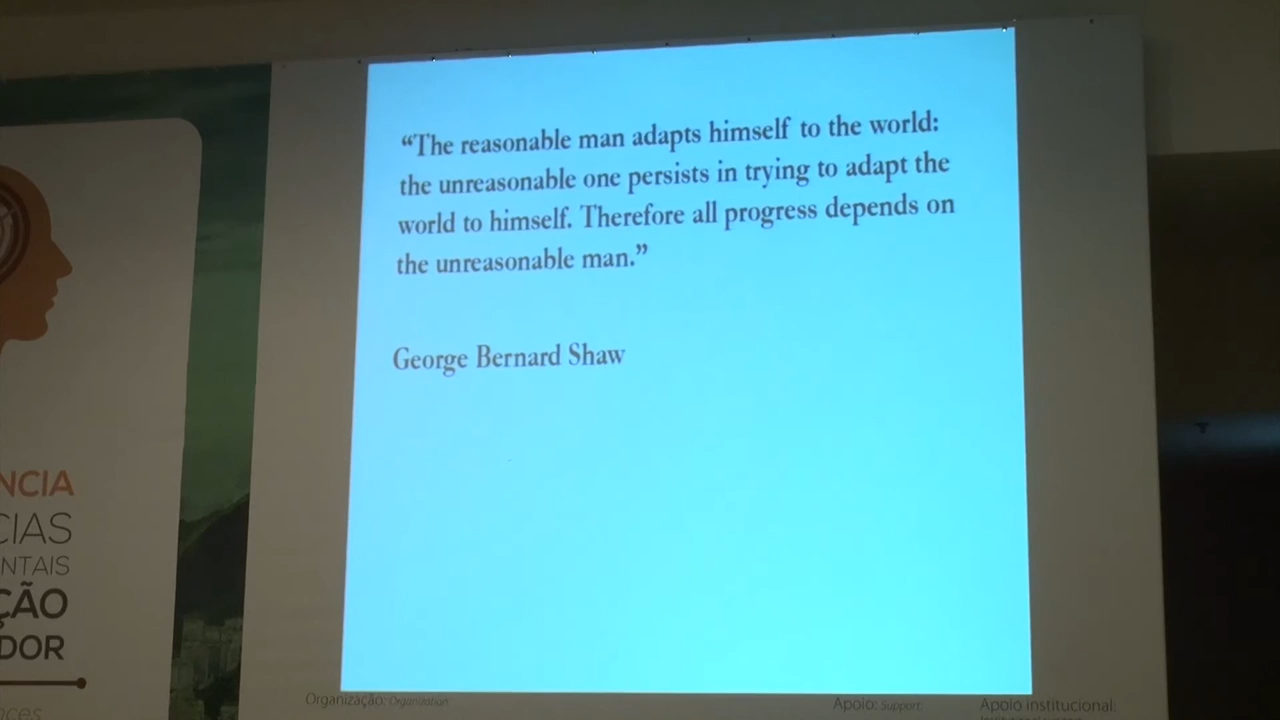 “The reasonable man adapts himself to the world:
the unreasonable one persists in trying to adapt the
world to himself. Therefore all progress depends on
the unreasonable man.”
George Bernard Shaw
NCIA
CIAS
NTAIS
ÇÃO
DOR
nces
Organização: Organization:
Apoio: Support:
Apoio institucional: